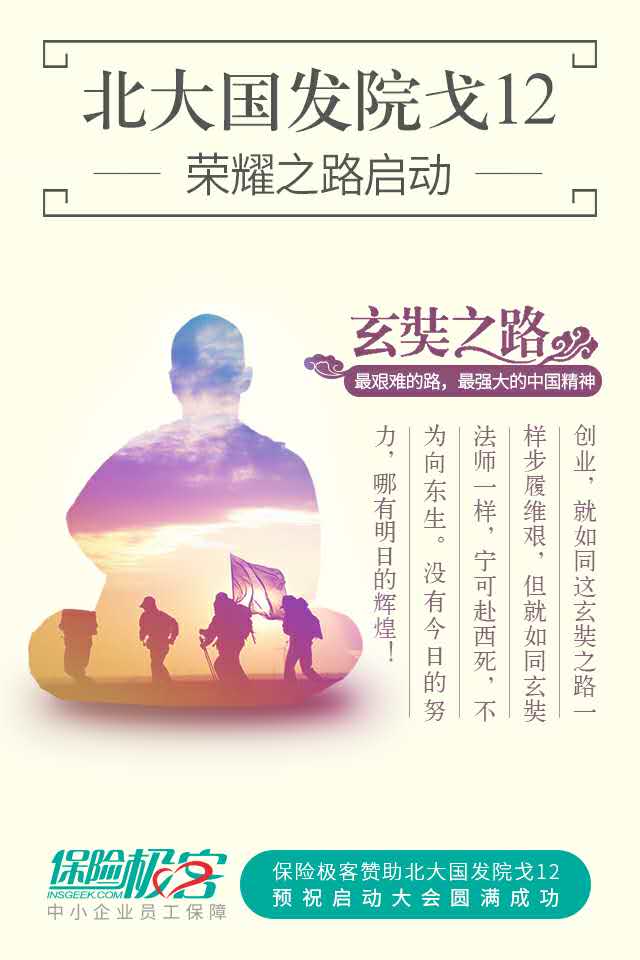 北大国发院戈12
荣耀之路启动
玄奘之路
最艰难的路，最强大的中国精神
创业，就如同这玄奘之路一
样步履维艰，但就如同玄奘
法师一样，宁可赴西死，不
为向东生。没有今日的努
力，哪有明日的辉煌！
保险极客
INSGEEK.COM
中小企业员工保障
保险极客赞助北大国发院戈12
预祝启动大会圆满成功